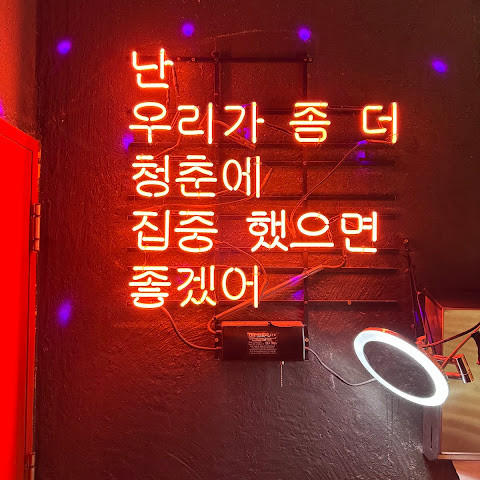 난
우리가 좀 더
청춘에
집중 했으면
좋겠어